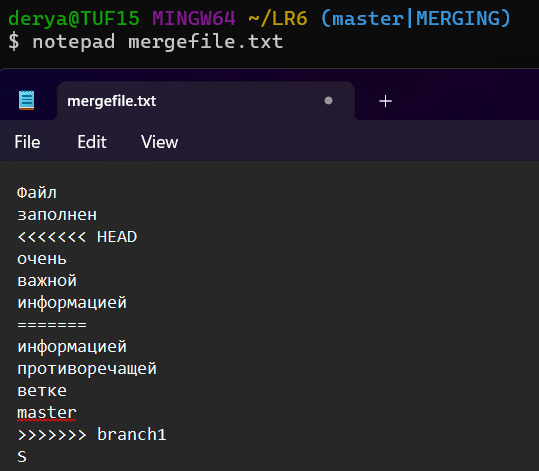 derya@TUF15 MINGW64 ~/LR6 (master|MERGING)
$ notepad mergefile.txt
mergefile.txt
File Edit View
Файл
заполнен
<<<<<<< HEAD
очень
важной
информацией
=======
информацией
противоречащей
ветке
master
>>>>>>> branch1
S